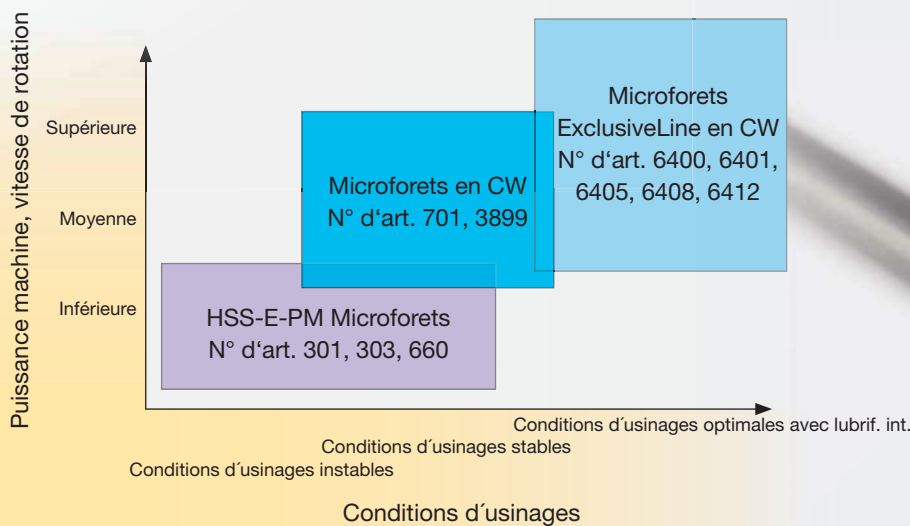 Puissance machine, vitesse de rotation
Supérieure
Moyenne
Inférieure
Microforets
ExclusiveLine en CW
N° d‘art. 6400, 6401,
6405, 6408, 6412
Microforets en CW
N° d‘art. 701, 3899
HSS-E-PM Microforets
N° d‘art. 301, 303, 660
Conditions d´usinages optimales avec lubrif. int.
Conditions d´usinages stables
Conditions d´usinages instables
Conditions d´usinages